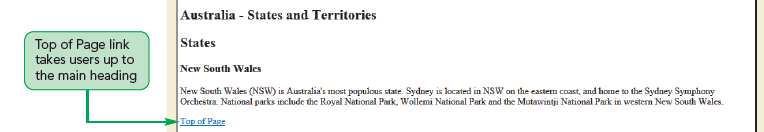 Australia - States and Territories
States
New South Wales
New South Wales (NSW) is Australia's most populous state. Sydney is located in NSW on the eastern coast, and home to the Sydney Symphony
Orchestra. National parks include the Royal National Park, Wollemi National Park and the Mutawintji National Park in western New South Wales.
Top of Page
Top of Page link
takes users up to
the main heading